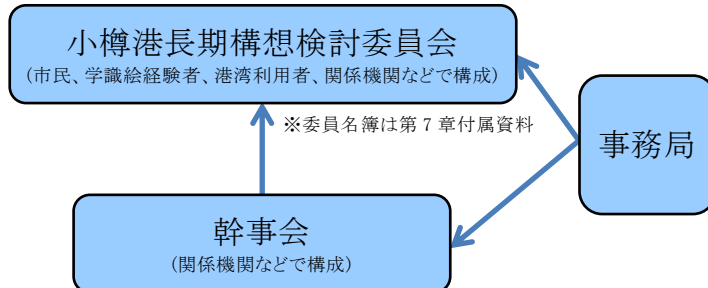 小樽港長期構想検討委員会
(市民、学識絵経験者、港湾利用者、関係機関などで構成)
※委員名簿は第7章付属資料
事務局
幹事会
(関係機関などで構成)